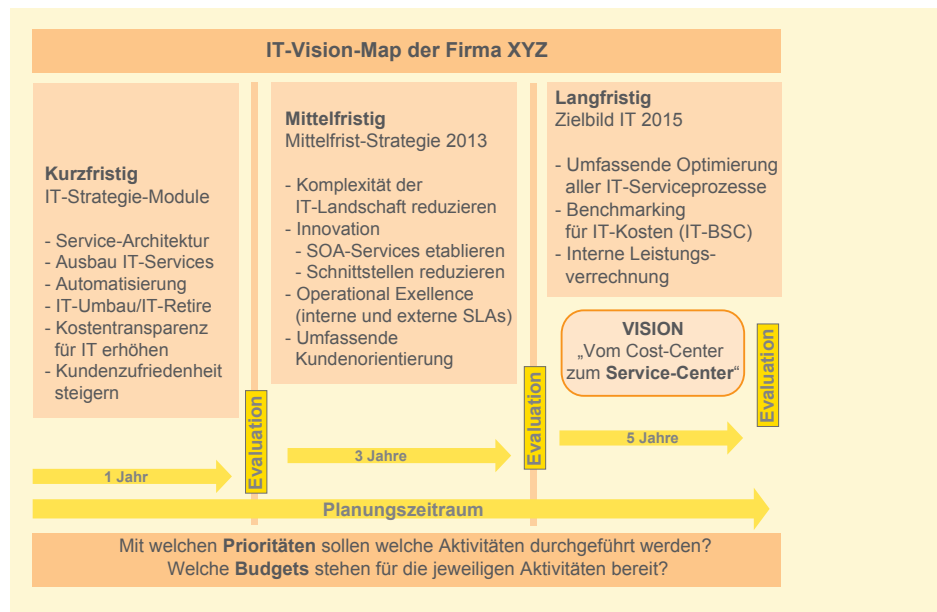 IT-Vision-Map der Firma XYZ
Kurzfristig
IT-Strategie-Module
- Service-Architektur
- Ausbau IT-Services
- Automatisierung
- IT-Umbau/IT-Retire
- Kostentransparenz
für IT erhöhen
- Kundenzufriedenheit
steigern
1 Jahr
Evaluation
Mittelfristig
Mittelfrist-Strategie 2013
- Komplexität der
IT-Landschaft reduzieren
- Innovation
- SOA-Services etablieren
- Schnittstellen reduzieren
- Operational Exellence
(interne und externe SLAs)
- Umfassende
Kundenorientierung
3 Jahre
Evaluation
Langfristig
Zielbild IT 2015
- Umfassende Optimierung
aller IT-Serviceprozesse
- Benchmarking
für IT-Kosten (IT-BSC)
- Interne Leistungs-
verrechnung
VISION
„Vom Cost-Center
zum Service-Center“
5 Jahre
Evaluation
Planungszeitraum
Mit welchen Prioritäten sollen welche Aktivitäten durchgeführt werden?
Welche Budgets stehen für die jeweiligen Aktivitäten bereit?